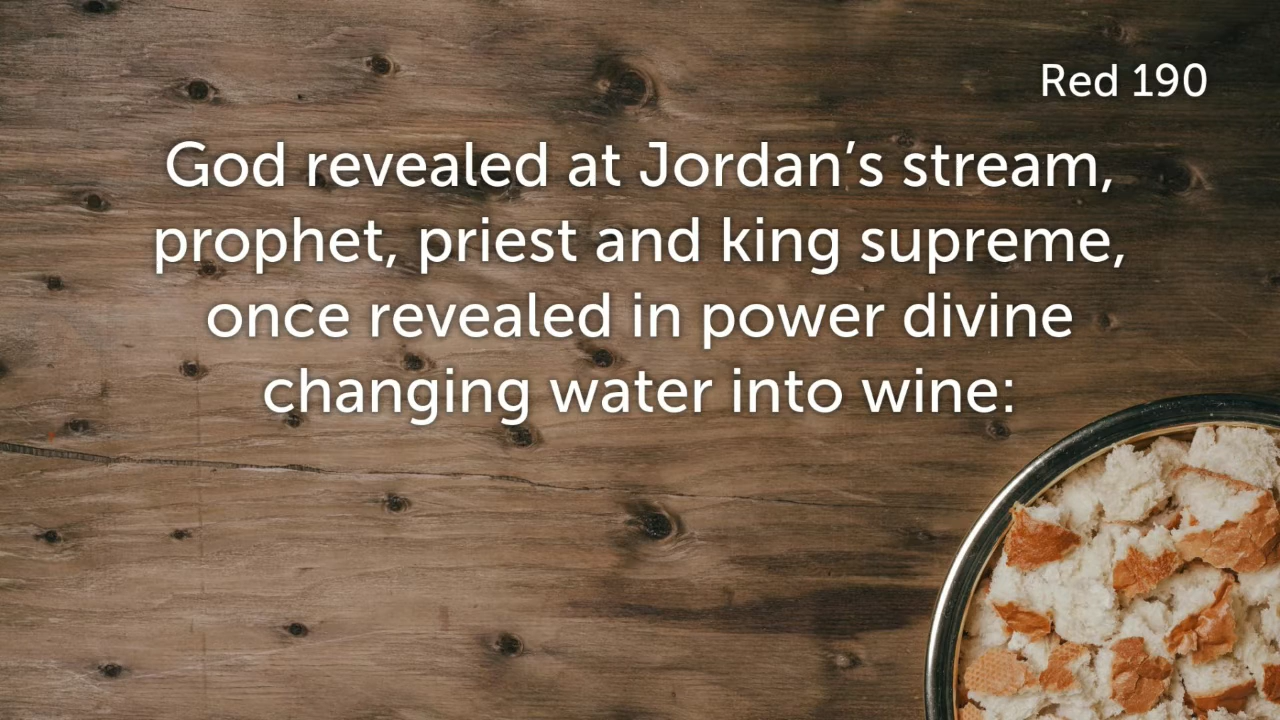 Red 190
God revealed at Jordan’s stream,
prophet, priest and king supreme,
once revealed in power divine
changing water into wine: